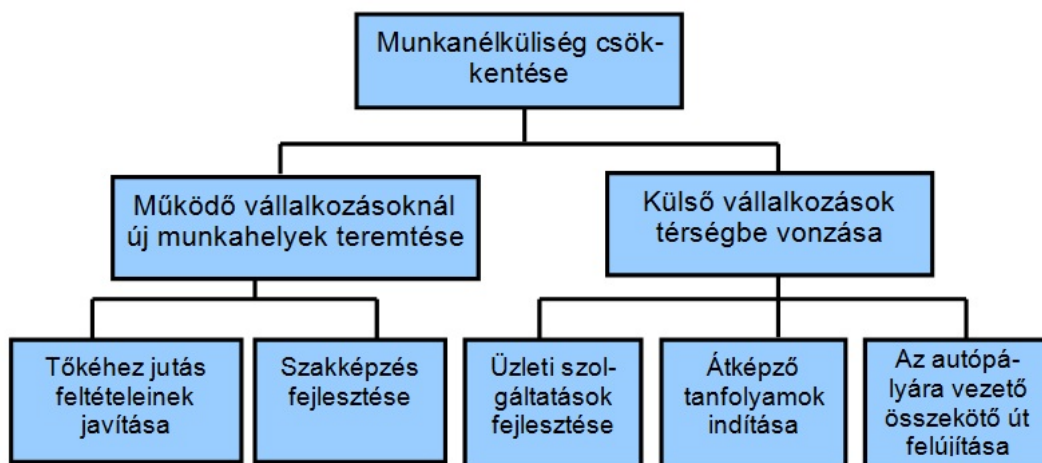 Munkanélküliség csök-
kentése
Működő vállalkozásoknál
új munkahelyek teremtése
Külső vállalkozások
térségbe vonzása
Tőkéhez jutás
feltételeinek
javítása
Szakképzés
fejlesztése
Üzleti szol-
gáltatások
fejlesztése
Átképző
tanfolyamok
indítása
Az autópá-
lyára vezető
összekötő út
felújítása